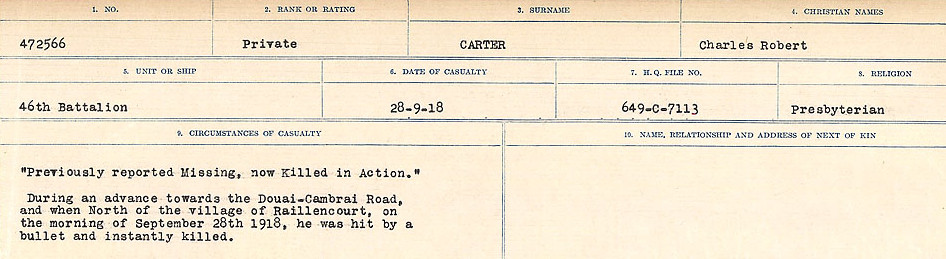 1. NO. 2. RANK OR RATING 3. SURNAME 4. CHRISTIAN NAMES
472566 Private CARTER Charles Robert
5. UNIT OR SHIP 6. DATE OF CASUALTY 7. H.Q. FILE NO. 8. RELIGION
46th Battalion 28-9-18 649-C-7113 Presbyterian
9. CIRCUMSTANCES OF CASUALTY 10. NAME, RELATIONSHIP AND ADDRESS OF NEXT OF KIN
"Previously reported Missing, now Killed in Action."
During an advance towards the Douai-Cambrai Road,
and when North of the village of Raillencourt, on
the morning of September 28th 1918, he was hit by a
bullet and instantly killed.